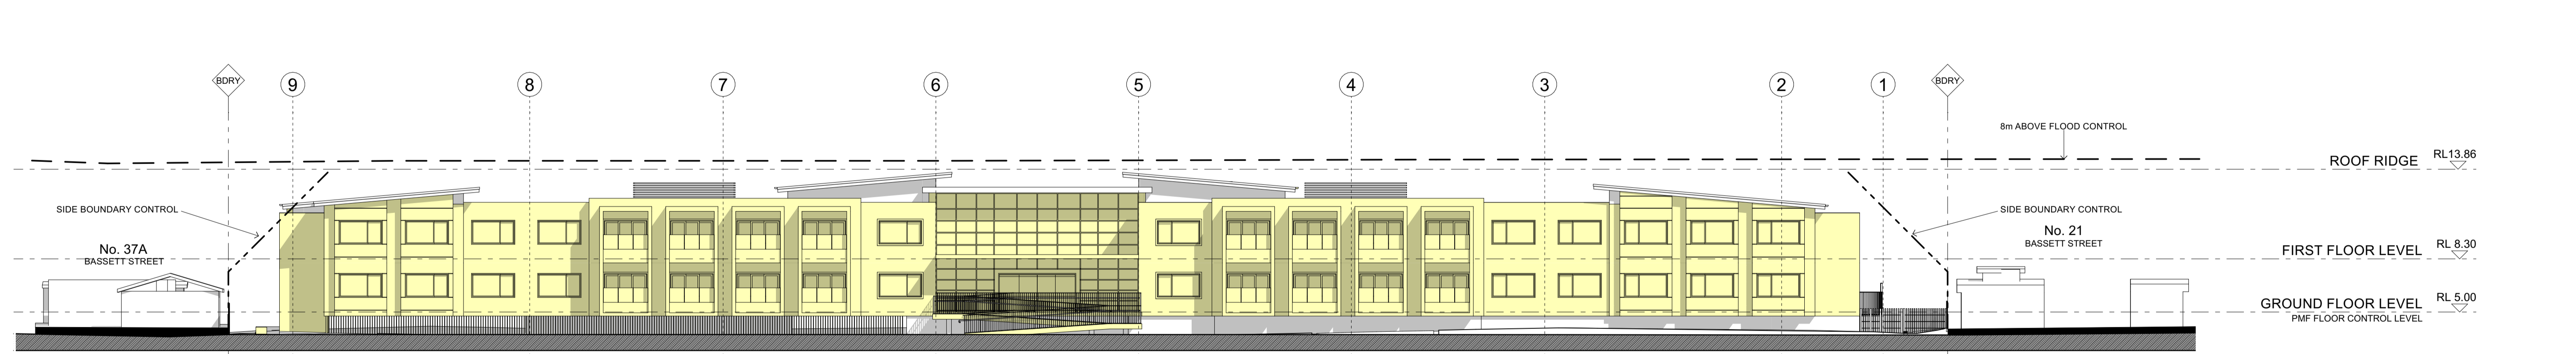 BDRY
9
8
7
6
5
4
3
2
1
BDRY
8m ABOVE FLOOD CONTROL
ROOF RIDGE
RL13.86
SIDE BOUNDARY CONTROL
No. 37A
BASSETT STREET
SIDE BOUNDARY CONTROL
No. 21
BASSETT STREET
FIRST FLOOR LEVEL
RL 8.30
GROUND FLOOR LEVEL
RL 5.00
PMF FLOOR CONTROL LEVEL